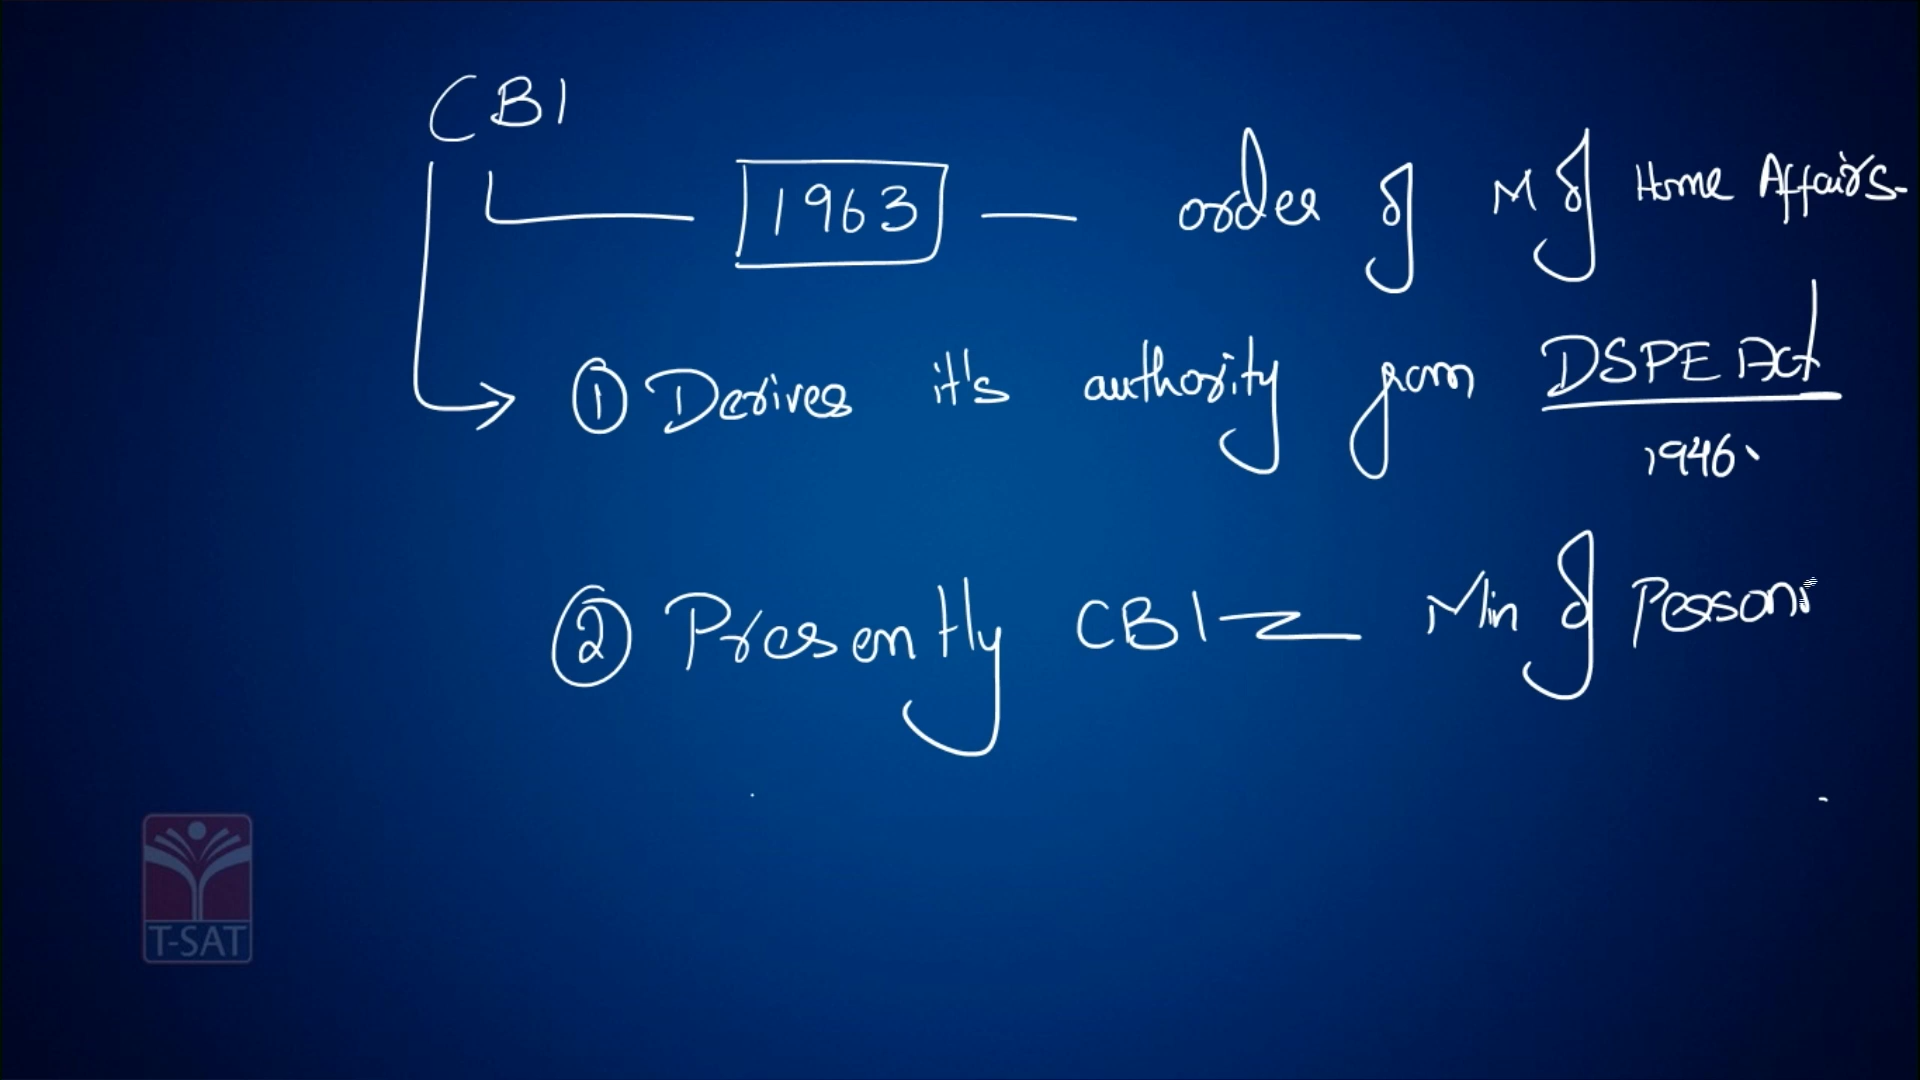 CBI
1963 — order of M of Home Affairs.
① Derives it's authority from DSPE Act
1946.
② Presently CBI — Min of Person
T-SAT